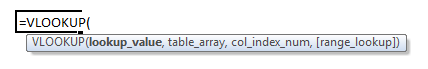 =VLOOKUP(
VLOOKUP(lookup_value, table_array, col_index_num, [range_lookup])